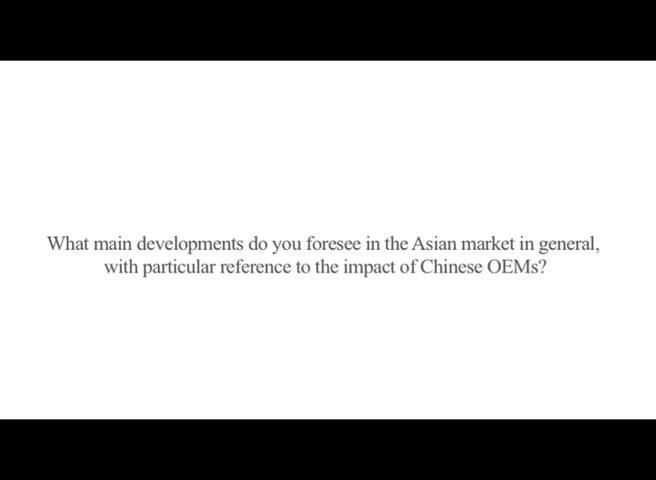 What main developments do you foresee in the Asian market in general,
with particular reference to the impact of Chinese OEMs?